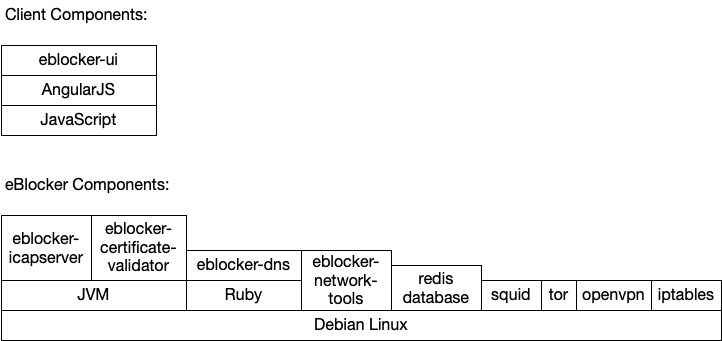 Client Components:
eblocker-ui
AngularJS
JavaScript
eBlocker Components:
eblocker-
icapserver
eblocker-
certificate-
validator
eblocker-dns
eblocker-
network-
tools
redis
database
squid
tor
openvpn
iptables
JVM
Ruby
Debian Linux